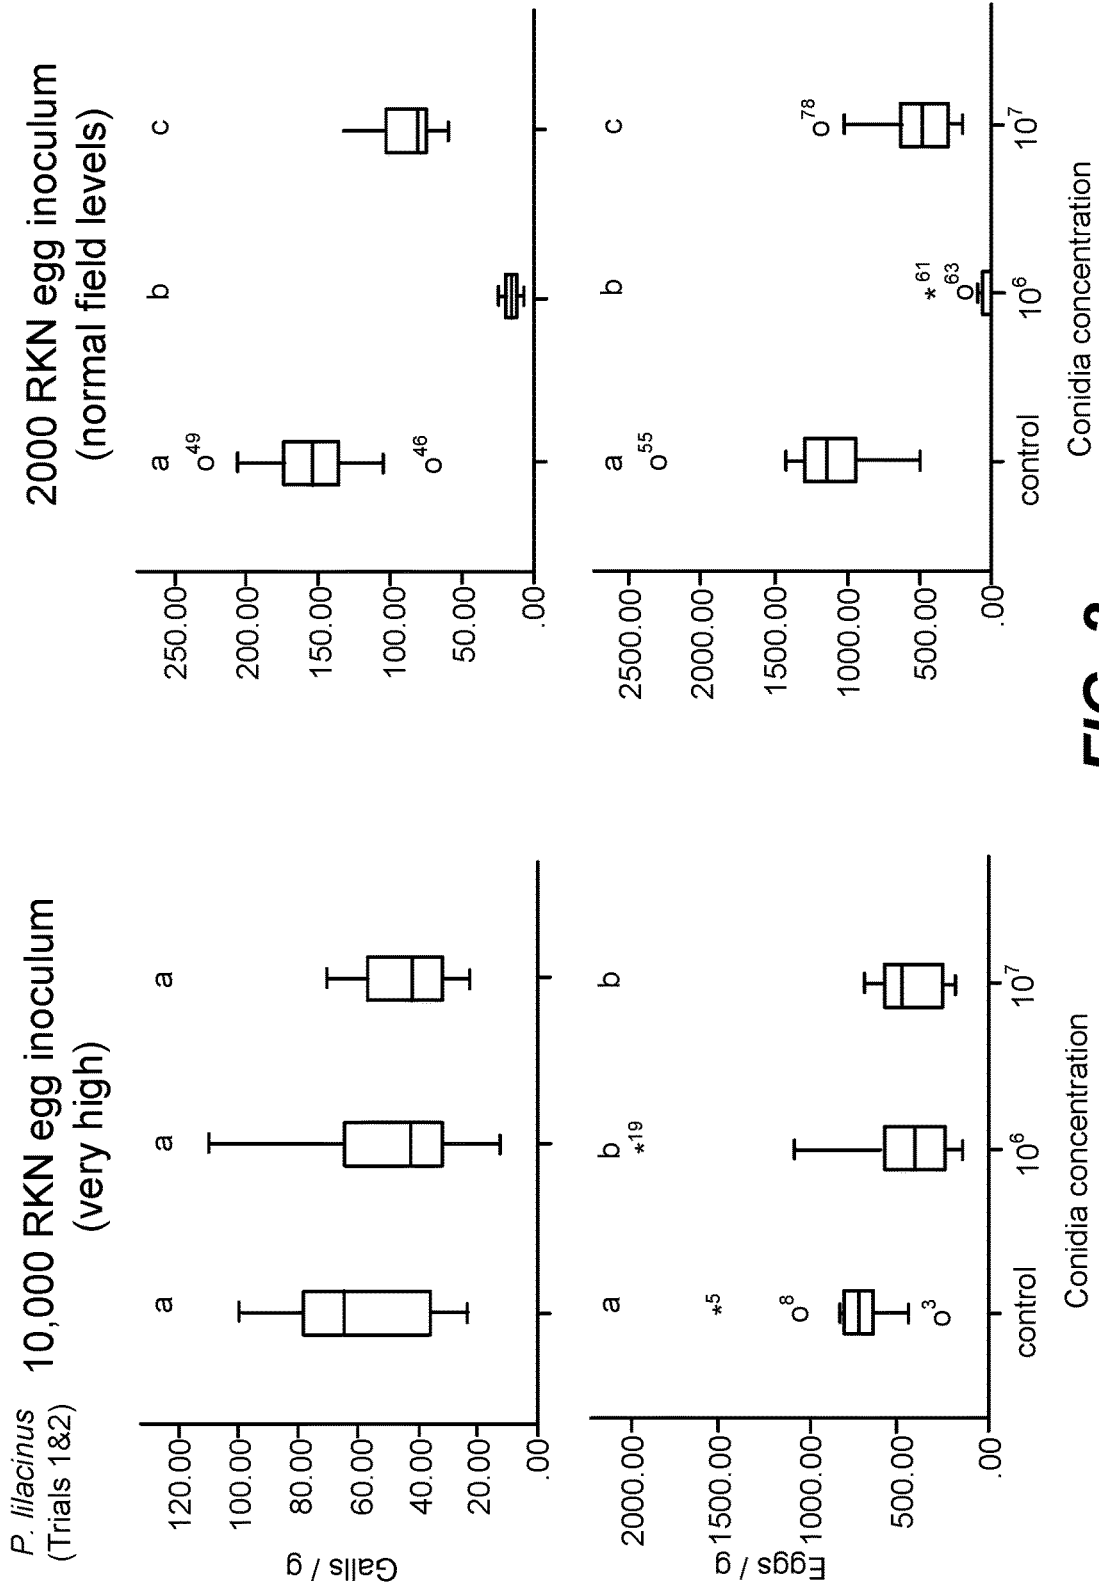 P. lilacinus
(Trials 1&2)
10,000 RKN egg inoculum
(very high)
2000 RKN egg inoculum
(normal field levels)
Galls / g
120.00
100.00
80.00
60.00
40.00
20.00
.00
a
a
a
250.00
200.00
150.00
100.00
50.00
.00
a
b
c
o49
o46
Eggs / g
2000.00
1500.00
1000.00
500.00
.00
a
b
b
*5
o8
o3
*19
control
10⁶
10⁷
Conidia concentration
2500.00
2000.00
1500.00
1000.00
500.00
.00
a
b
c
o55
*61
o63
o78
control
10⁶
10⁷
Conidia concentration